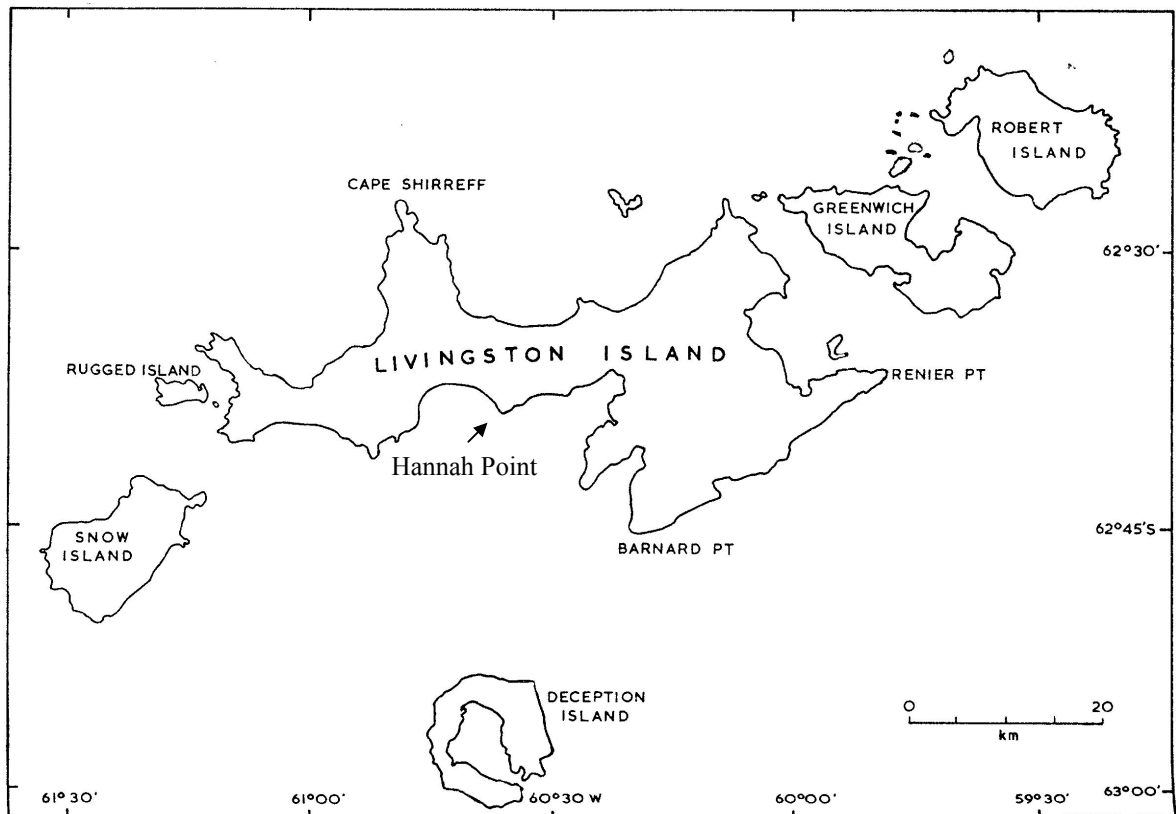 ROBERT
ISLAND
CAPE SHIRREFF
GREENWICH
ISLAND
62°30'
LIVINGSTON ISLAND
RUGGED ISLAND
RENIER PT
Hannah Point
SNOW
ISLAND
62°45'S
BARNARD PT
DECEPTION
ISLAND
0 20
km
61°30' 61°00' 60°30'W 60°00' 59°30' 63°00'